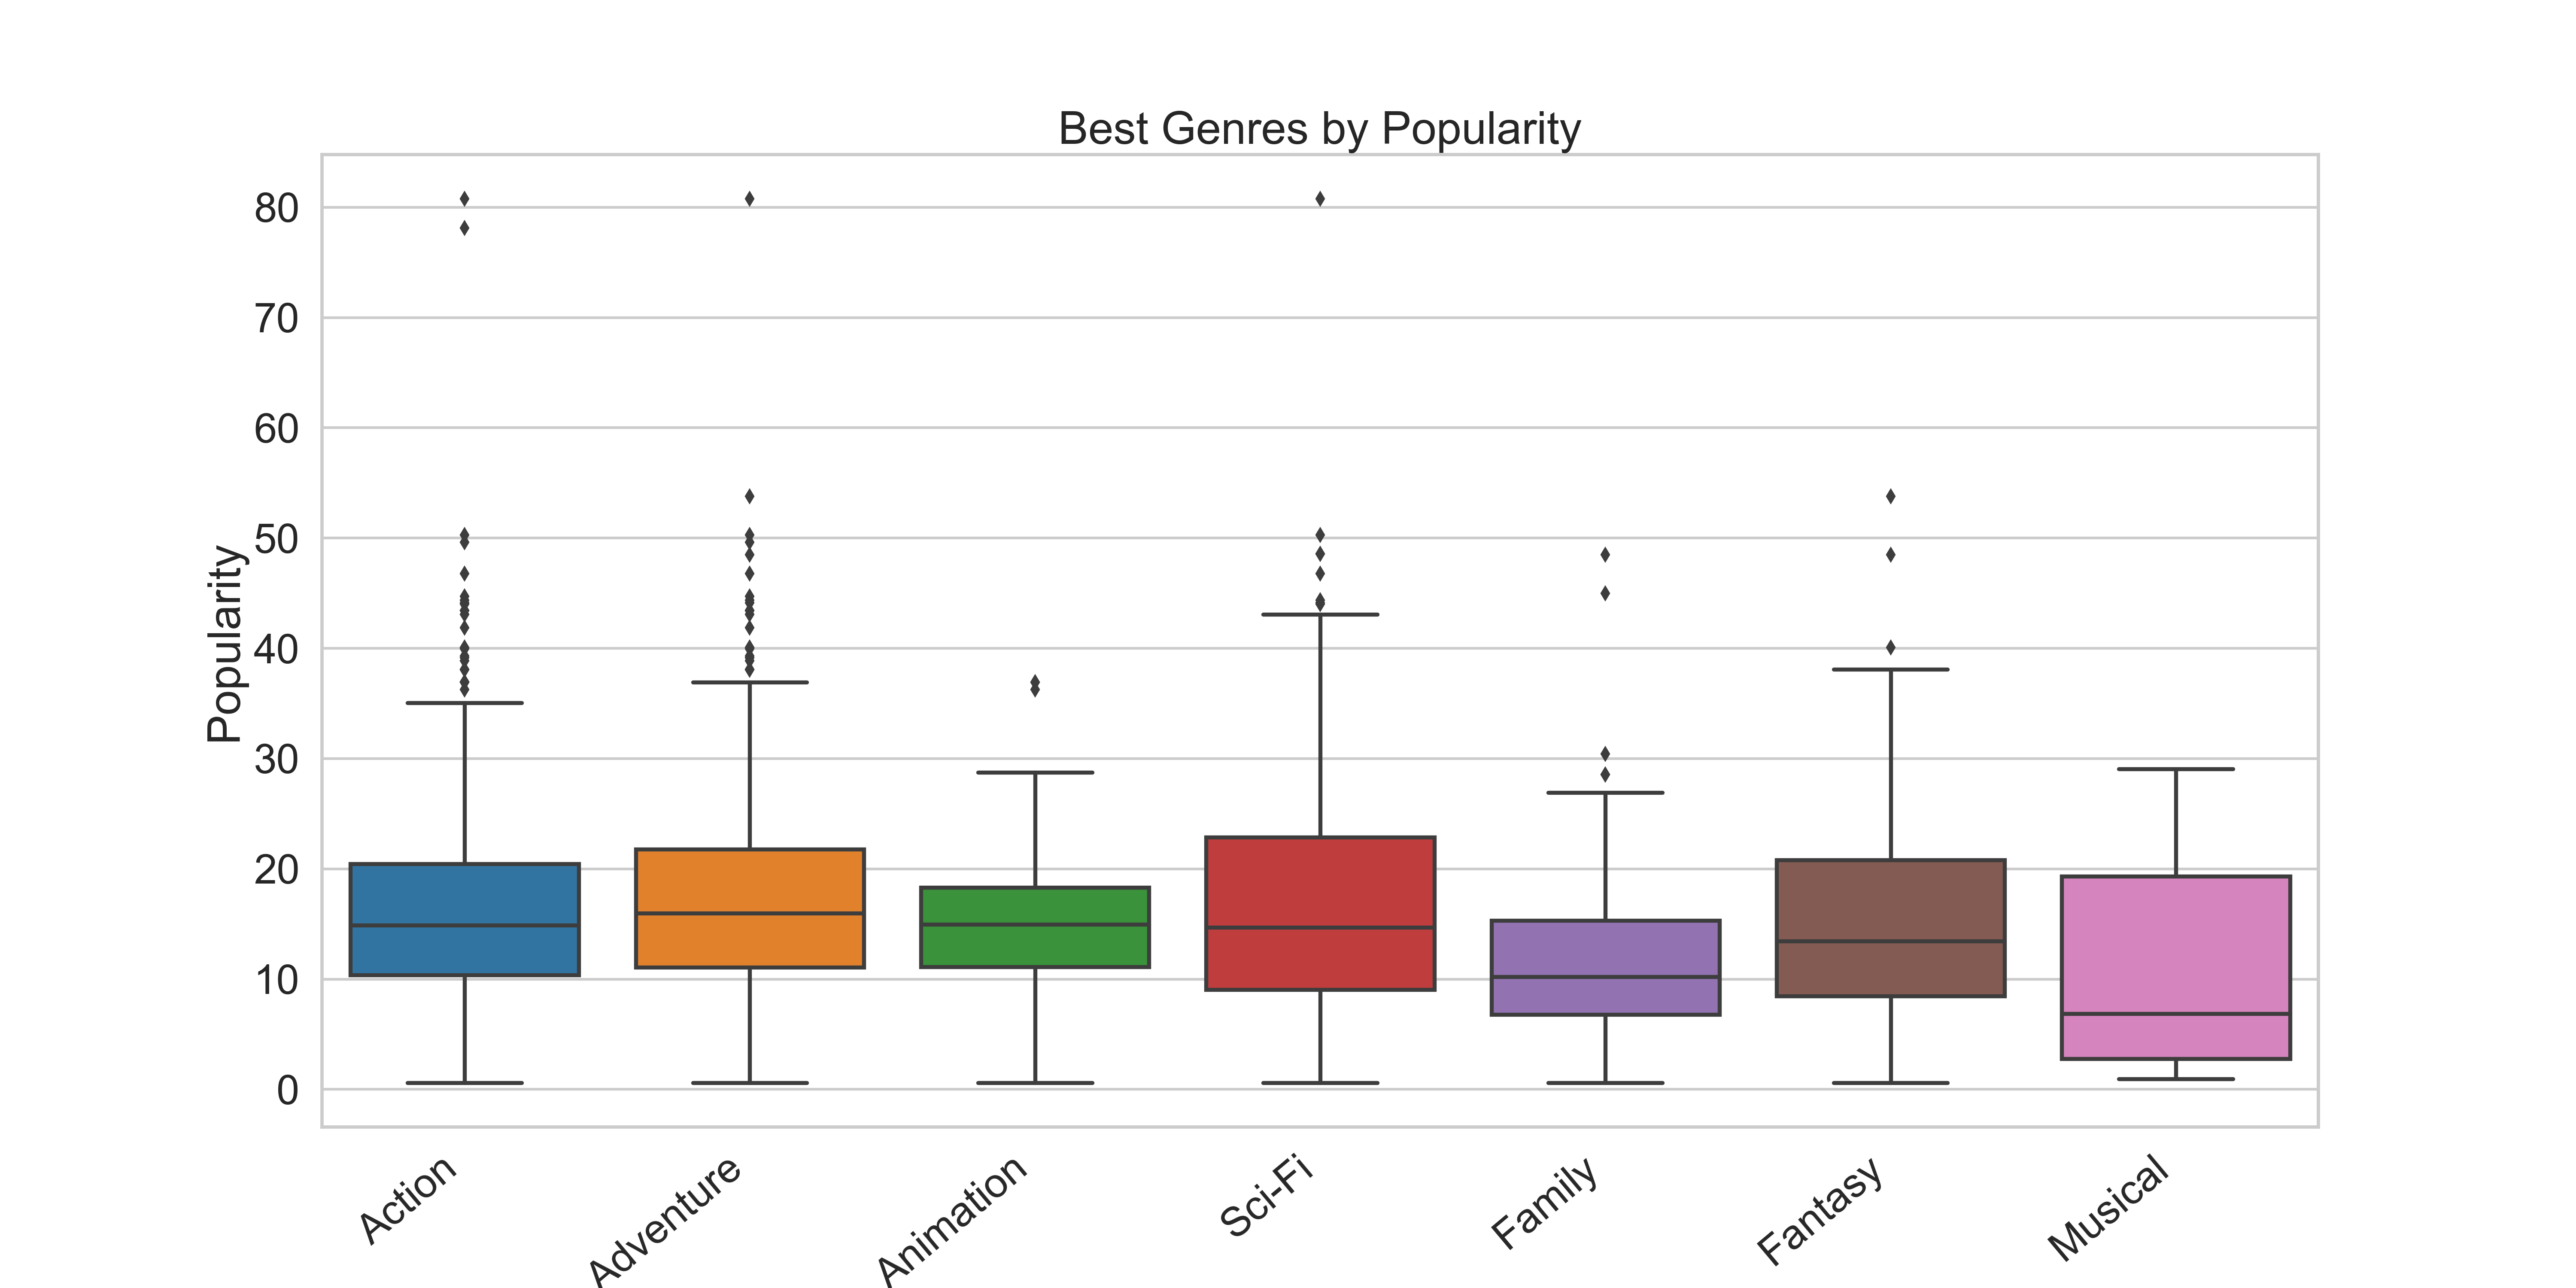 Best Genres by Popularity
80
70
60
50
40
30
20
10
0
Popularity
Action
Adventure
Animation
Sci-Fi
Family
Fantasy
Musical